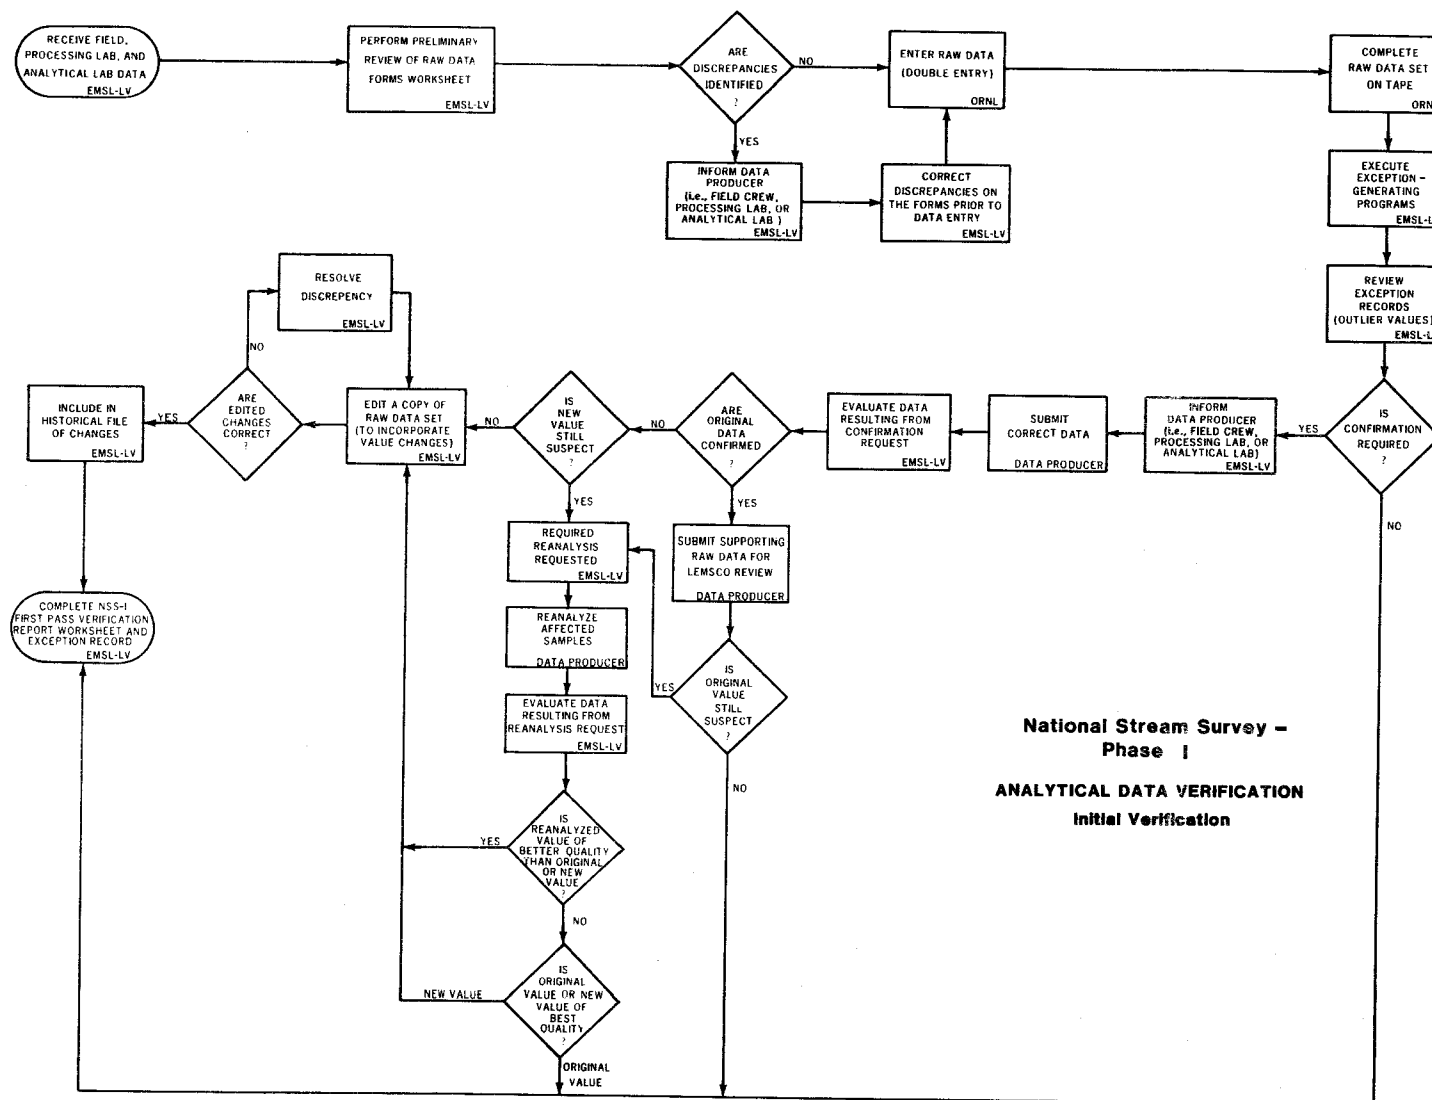 RECEIVE FIELD,
PROCESSING LAB, AND
ANALYTICAL LAB DATA
EMSL-LV
PERFORM PRELIMINARY
REVIEW OF RAW DATA
FORMS WORKSHEET
EMSL-LV
ARE
DISCREPANCIES
IDENTIFIED
?
NO
YES
ENTER RAW DATA
(DOUBLE ENTRY)
ORNL
COMPLETE
RAW DATA SET
ON TAPE
ORN
INFORM DATA
PRODUCER
(i.e., FIELD CREW,
PROCESSING LAB, OR
ANALYTICAL LAB )
EMSL-LV
CORRECT
DISCREPANCIES ON
THE FORMS PRIOR TO
DATA ENTRY
EMSL-LV
EXECUTE
EXCEPTION -
GENERATING
PROGRAMS
EMSL-L
REVIEW
EXCEPTION
RECORDS
(OUTLIER VALUES)
EMSL-L
RESOLVE
DISCREPENCY
EMSL-LV
NO
INCLUDE IN
HISTORICAL FILE
OF CHANGES
EMSL-LV
YES
ARE
EDITED
CHANGES
CORRECT
?
EDIT A COPY OF
RAW DATA SET
(TO INCORPORATE
VALUE CHANGES)
EMSL-LV
NO
IS
NEW
VALUE
STILL
SUSPECT
?
YES
NO
ARE
ORIGINAL
DATA
CONFIRMED
?
YES
EVALUATE DATA
RESULTING FROM
CONFIRMATION
REQUEST
EMSL-LV
SUBMIT
CORRECT DATA
DATA PRODUCER
INFORM
DATA PRODUCER
(i.e., FIELD CREW,
PROCESSING LAB, OR
ANALYTICAL LAB)
EMSL-LV
YES
IS
CONFIRMATION
REQUIRED
?
NO
REQUIRED
REANALYSIS
REQUESTED
EMSL-LV
SUBMIT SUPPORTING
RAW DATA FOR
LEMSCO REVIEW
DATA PRODUCER
COMPLETE NSS-I
FIRST PASS VERIFICATION
REPORT WORKSHEET AND
EXCEPTION RECORD
EMSL-LV
REANALYZE
AFFECTED
SAMPLES
DATA PRODUCER
YES
IS
ORIGINAL
VALUE
STILL
SUSPECT
?
NO
EVALUATE DATA
RESULTING FROM
REANALYSIS REQUEST
EMSL-LV
National Stream Survey -
Phase I
ANALYTICAL DATA VERIFICATION
Initial Verification
YES
IS
REANALYZED
VALUE OF
BETTER QUALITY
THAN ORIGINAL
OR NEW
VALUE
?
NO
NEW VALUE
IS
ORIGINAL
VALUE OR NEW
VALUE OF
BEST
QUALITY
?
ORIGINAL
VALUE